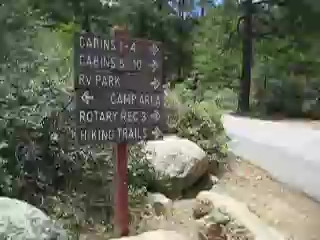 CABINS 1-4 →
CABINS 5-10 →
RV PARK →
← CAMP AREA
ROTARY REC 3 →
HIKING TRAILS →